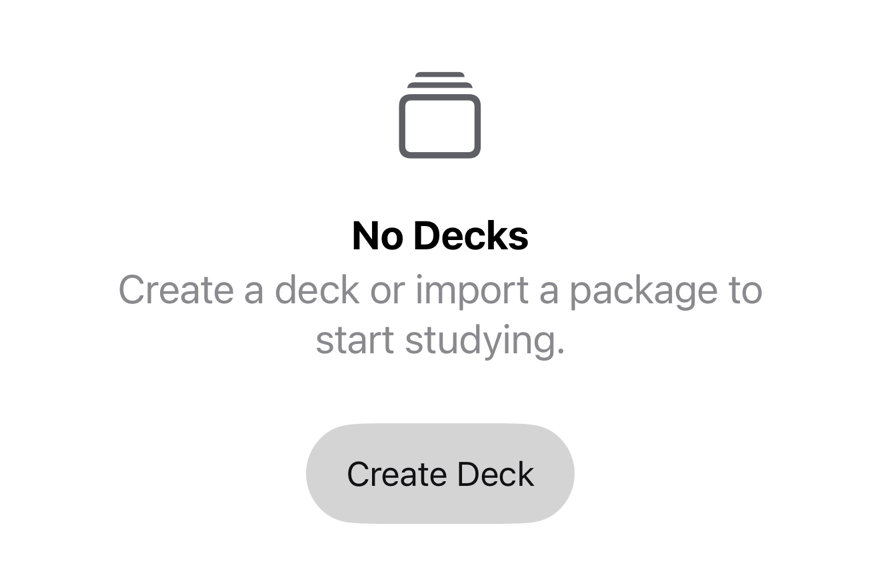 No Decks
Create a deck or import a package to
start studying.
Create Deck